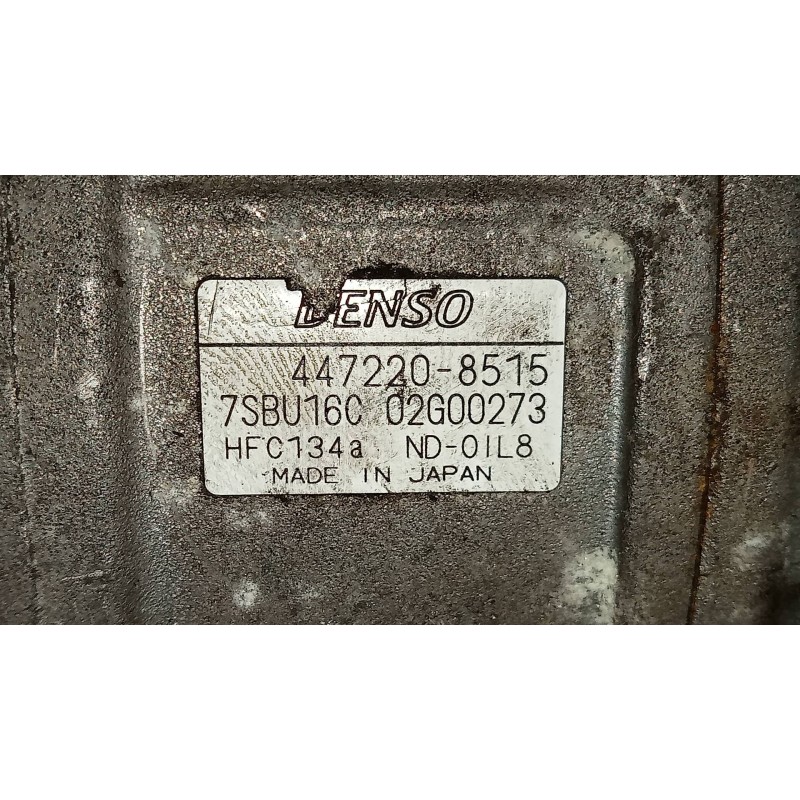 DENSO
447220-8515
7SBU16C 02G00273
HFC134a ND-OIL8
MADE IN JAPAN